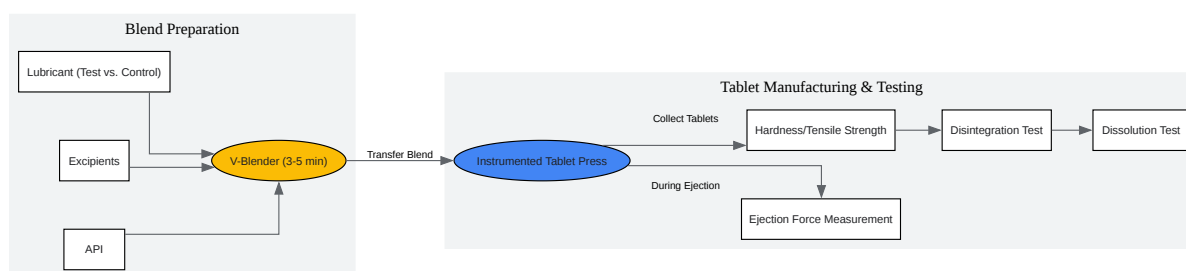 Blend Preparation
Lubricant (Test vs. Control)
Excipients
API
V-Blender (3-5 min)
Transfer Blend
Tablet Manufacturing & Testing
Instrumented Tablet Press
Collect Tablets
During Ejection
Hardness/Tensile Strength
Disintegration Test
Dissolution Test
Ejection Force Measurement